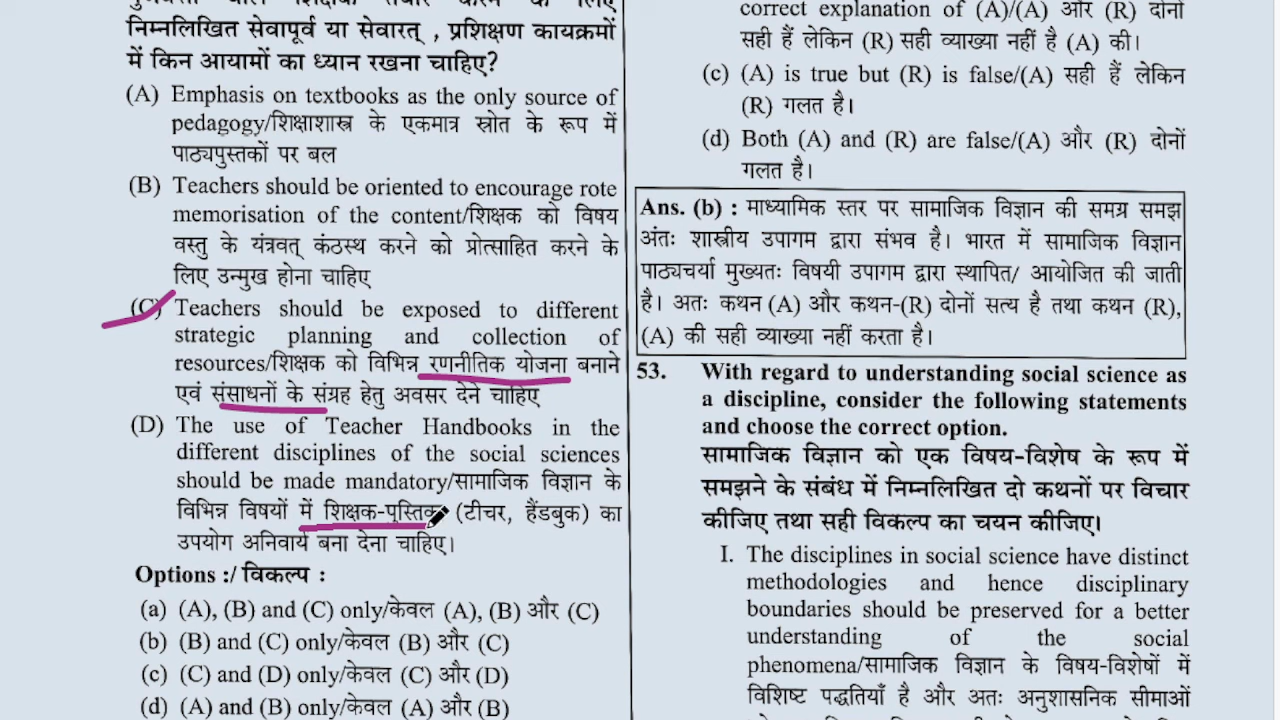 निम्नलिखित सेवापूर्व या सेवारत् , प्रशिक्षण कायक्रमों
में किन आयामों का ध्यान रखना चाहिए?
(A) Emphasis on textbooks as the only source of
pedagogy/शिक्षाशास्त्र के एकमात्र स्रोत के रूप में
पाठ्यपुस्तकों पर बल
(B) Teachers should be oriented to encourage rote
memorisation of the content/शिक्षक को विषय
वस्तु के यंत्रवत् कंठस्थ करने को प्रोत्साहित करने के
लिए उन्मुख होना चाहिए
(C) Teachers should be exposed to different
strategic planning and collection of
resources/शिक्षक को विभिन्न रणनीतिक योजना बनाने
एवं संसाधनों के संग्रह हेतु अवसर देने चाहिए
(D) The use of Teacher Handbooks in the
different disciplines of the social sciences
should be made mandatory/सामाजिक विज्ञान के
विभिन्न विषयों में शिक्षक-पुस्तिका (टीचर, हैंडबुक) का
उपयोग अनिवार्य बना देना चाहिए।
Options :/ विकल्प :
(a) (A), (B) and (C) only/केवल (A), (B) और (C)
(b) (B) and (C) only/केवल (B) और (C)
(c) (C) and (D) only/केवल (C) और (D)
(d) (A) and (B) only/केवल (A) और (B)
correct explanation of (A)/(A) और (R) दोनों
सही हैं लेकिन (R) सही व्याख्या नहीं है (A) की।
(c) (A) is true but (R) is false/(A) सही हैं लेकिन
(R) गलत है।
(d) Both (A) and (R) are false/(A) और (R) दोनों
गलत है।
Ans. (b) : माध्यामिक स्तर पर सामाजिक विज्ञान की समग्र समझ
अंतः शास्त्रीय उपागम द्वारा संभव है। भारत में सामाजिक विज्ञान
पाठ्यचर्या मुख्यतः विषयी उपागम द्वारा स्थापित/ आयोजित की जाती
है। अतः कथन (A) और कथन-(R) दोनों सत्य है तथा कथन (R),
(A) की सही व्याख्या नहीं करता है।
53. With regard to understanding social science as
a discipline, consider the following statements
and choose the correct option.
सामाजिक विज्ञान को एक विषय-विशेष के रूप में
समझने के संबंध में निम्नलिखित दो कथनों पर विचार
कीजिए तथा सही विकल्प का चयन कीजिए।
I. The disciplines in social science have distinct
methodologies and hence disciplinary
boundaries should be preserved for a better
understanding of the social
phenomena/सामाजिक विज्ञान के विषय-विशेषों में
विशिष्ट पद्धतियाँ है और अतः अनुशासनिक सीमाओं